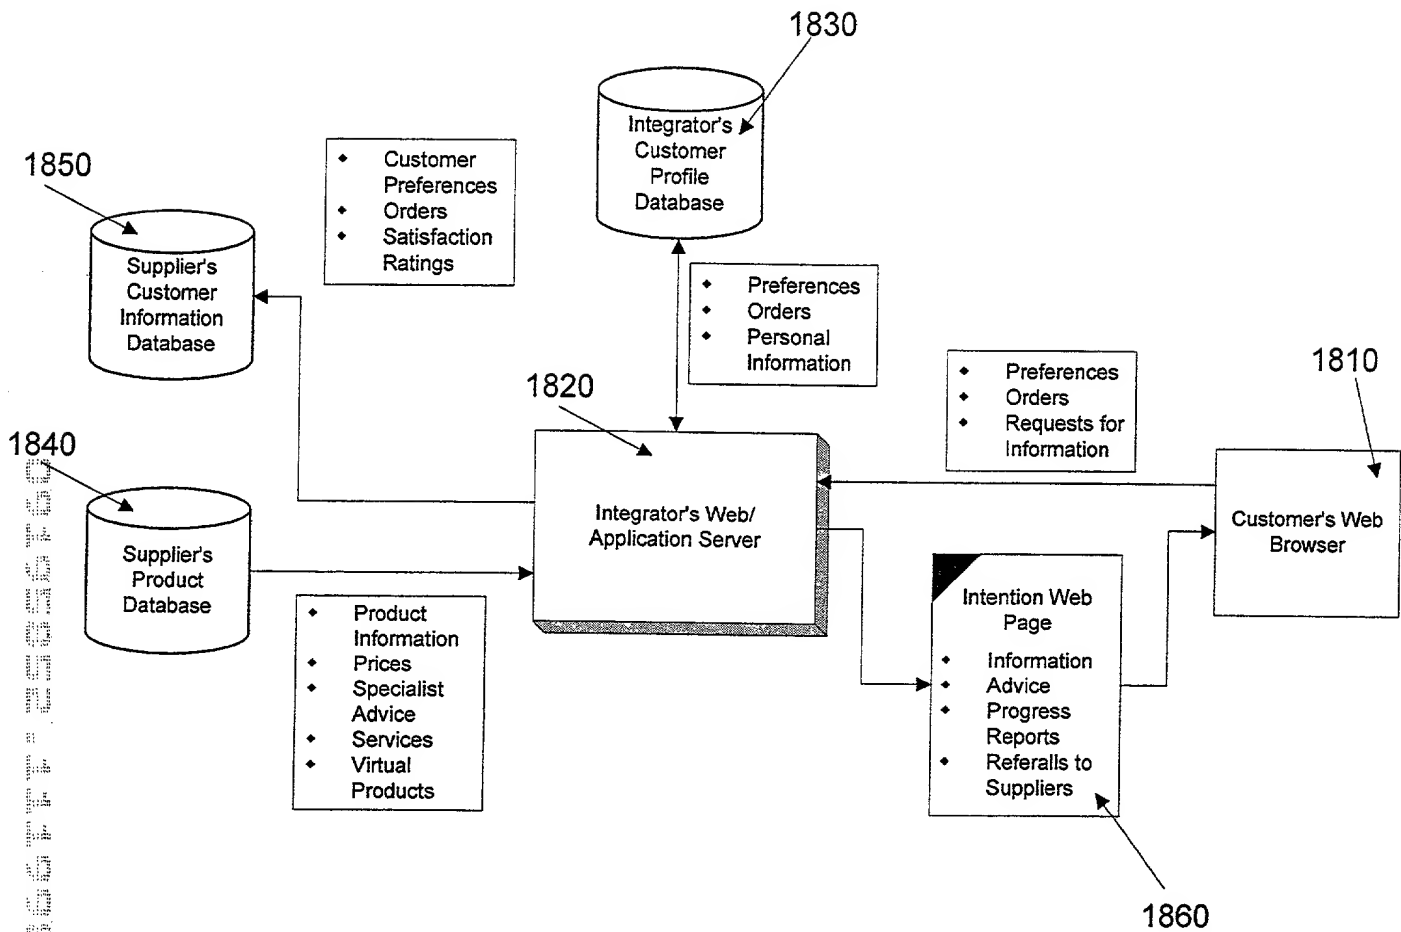 1830
Integrator's
Customer
Profile
Database
1850
Customer
Preferences
Orders
Satisfaction
Ratings
Supplier's
Customer
Information
Database
Preferences
Orders
Personal
Information
1820
1810
Preferences
Orders
Requests for
Information
1840
Supplier's
Product
Database
Integrator's Web/
Application Server
Customer's Web
Browser
Product
Information
Prices
Specialist
Advice
Services
Virtual
Products
Intention Web
Page
Information
Advice
Progress
Reports
Referalls to
Suppliers
1860